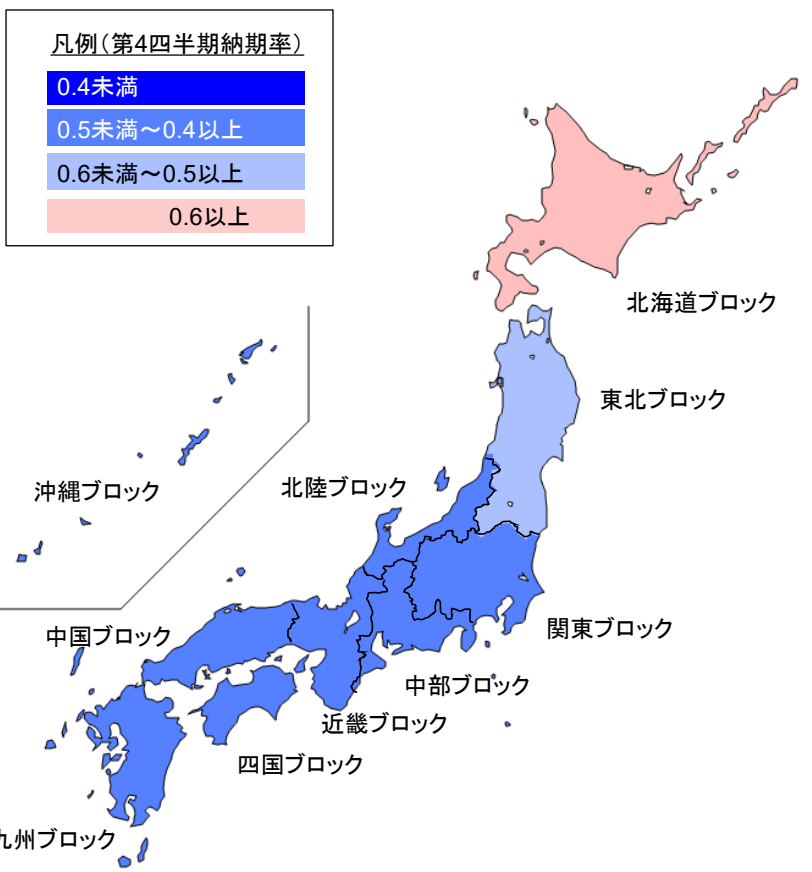 凡例(第4四半期納期率)
0.4未満
0.5未満～0.4以上
0.6未満～0.5以上
0.6以上
北海道ブロック
東北ブロック
北陸ブロック
沖縄ブロック
関東ブロック
中国ブロック
中部ブロック
近畿ブロック
四国ブロック
九州ブロック